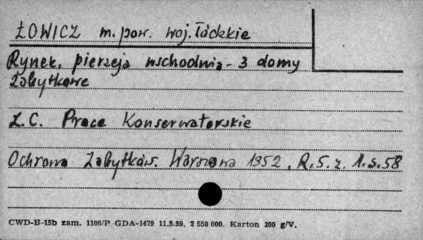 ŁOWICZ m. pow. woj. łódzkie
Rynek, pierzeja wschodnia - 3 domy
zabytkowe
Z.C. Prace Konserwatorskie
Ochrona Zabytków. Warszawa 1952, R.5. z. 1. s. 58
CWD-E-15b zam. 1106/P GDA-1479 11.5.59. 2 550 000. Karton 200 g/V.